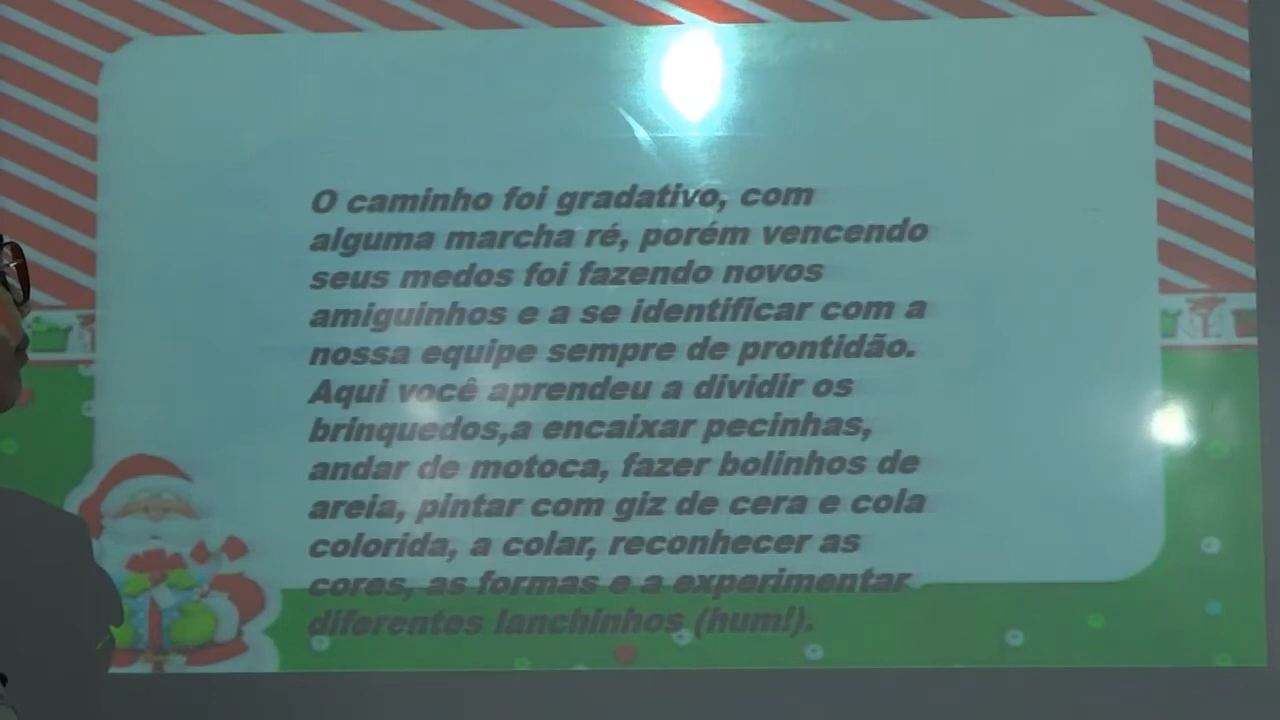 O caminho foi gradativo, com
alguma marcha ré, porém vencendo
seus medos foi fazendo novos
amiguinhos e a se identificar com a
nossa equipe sempre de prontidão.
Aqui você aprendeu a dividir os
brinquedos,a encaixar pecinhas,
andar de motoca, fazer bolinhos de
areia, pintar com giz de cera e cola
colorida, a colar, reconhecer as
cores, as formas e a experimentar
diferentes lanchinhos (hum!).